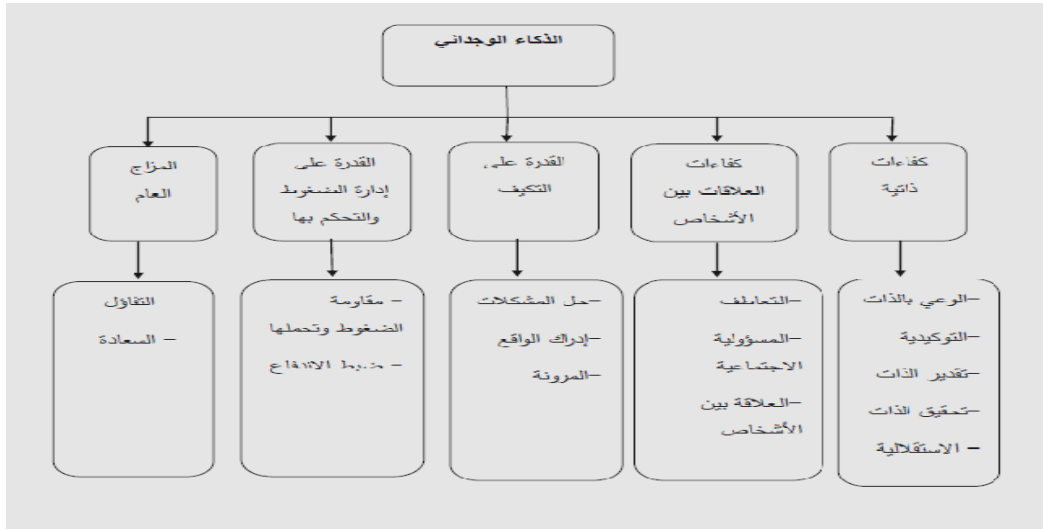 الذكاء الوجداني
كفاءات
ذاتية
كفاءات
العلاقات بين
الأشخاص
القدرة على
التكيف
القدرة على
إدارة الضغوط
والتحكم بها
المزاج
العام
–الوعي بالذات
–التوكيدية
–تقدير الذات
–تحقيق الذات
– الاستقلالية
–التعاطف
–المسؤولية
الاجتماعية
–العلاقة بين
الأشخاص
–حل المشكلات
–إدراك الواقع
–المرونة
– مقاومة
الضغوط وتحملها
– ضبط الاندفاع
التفاؤل
– السعادة